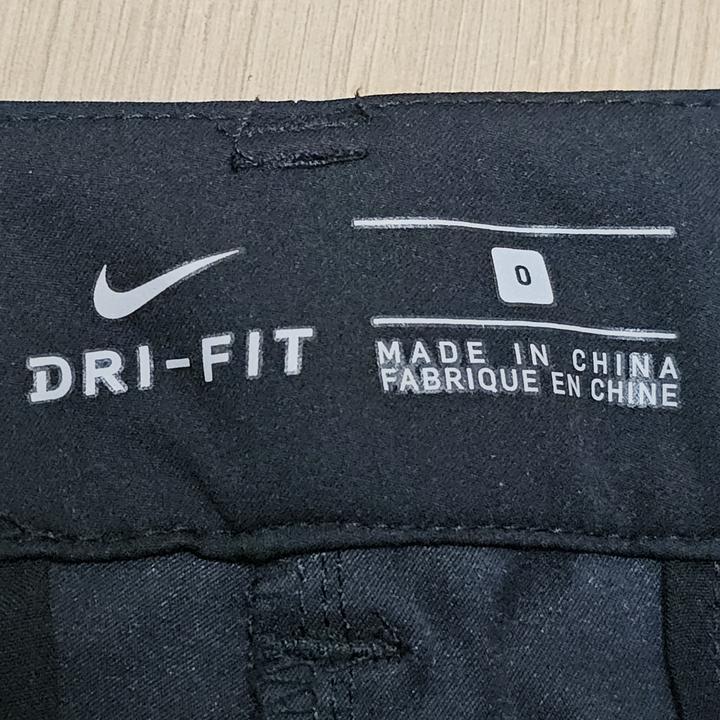 DRI-FIT
0
MADE IN CHINA
FABRIQUE EN CHINE